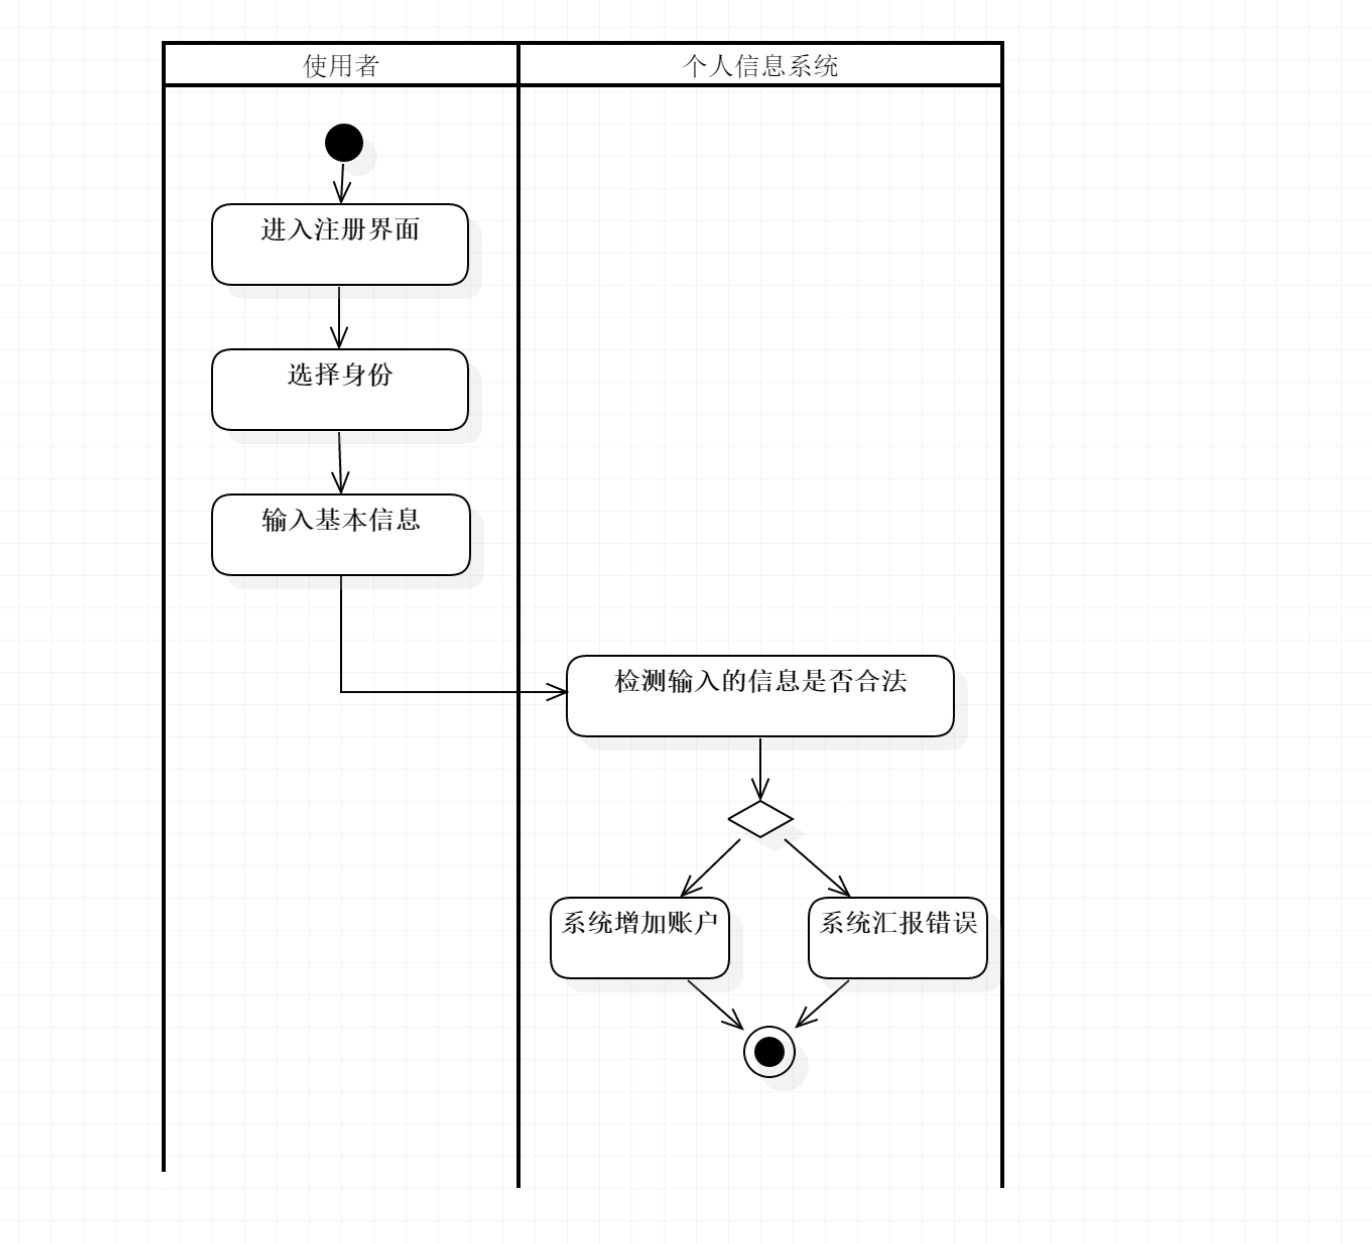 使用者
个人信息系统
进入注册界面
选择身份
输入基本信息
检测输入的信息是否合法
系统增加账户
系统汇报错误